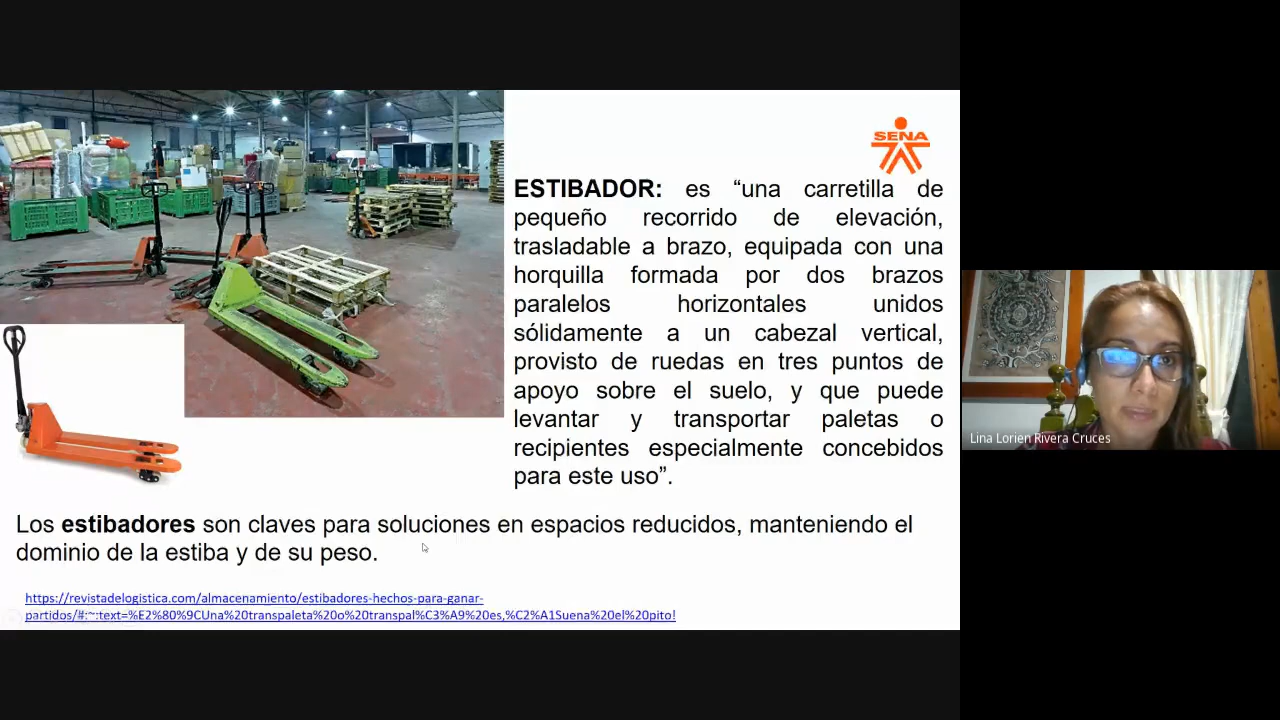 SENA
ESTIBADOR: es “una carretilla de
pequeño recorrido de elevación,
trasladable a brazo, equipada con una
horquilla formada por dos brazos
paralelos horizontales unidos
sólidamente a un cabezal vertical,
provisto de ruedas en tres puntos de
apoyo sobre el suelo, y que puede
levantar y transportar paletas o
recipientes especialmente concebidos
para este uso”.
Los estibadores son claves para soluciones en espacios reducidos, manteniendo el
dominio de la estiba y de su peso.
https://revistadelogistica.com/almacenamiento/estibadores-hechos-para-ganar-
partidos/#:~:text=%E2%80%9CUna%20transpaleta%20o%20transpal%C3%A9%20es,%C2%A1Suena%20el%20pito!
Lina Lorien Rivera Cruces